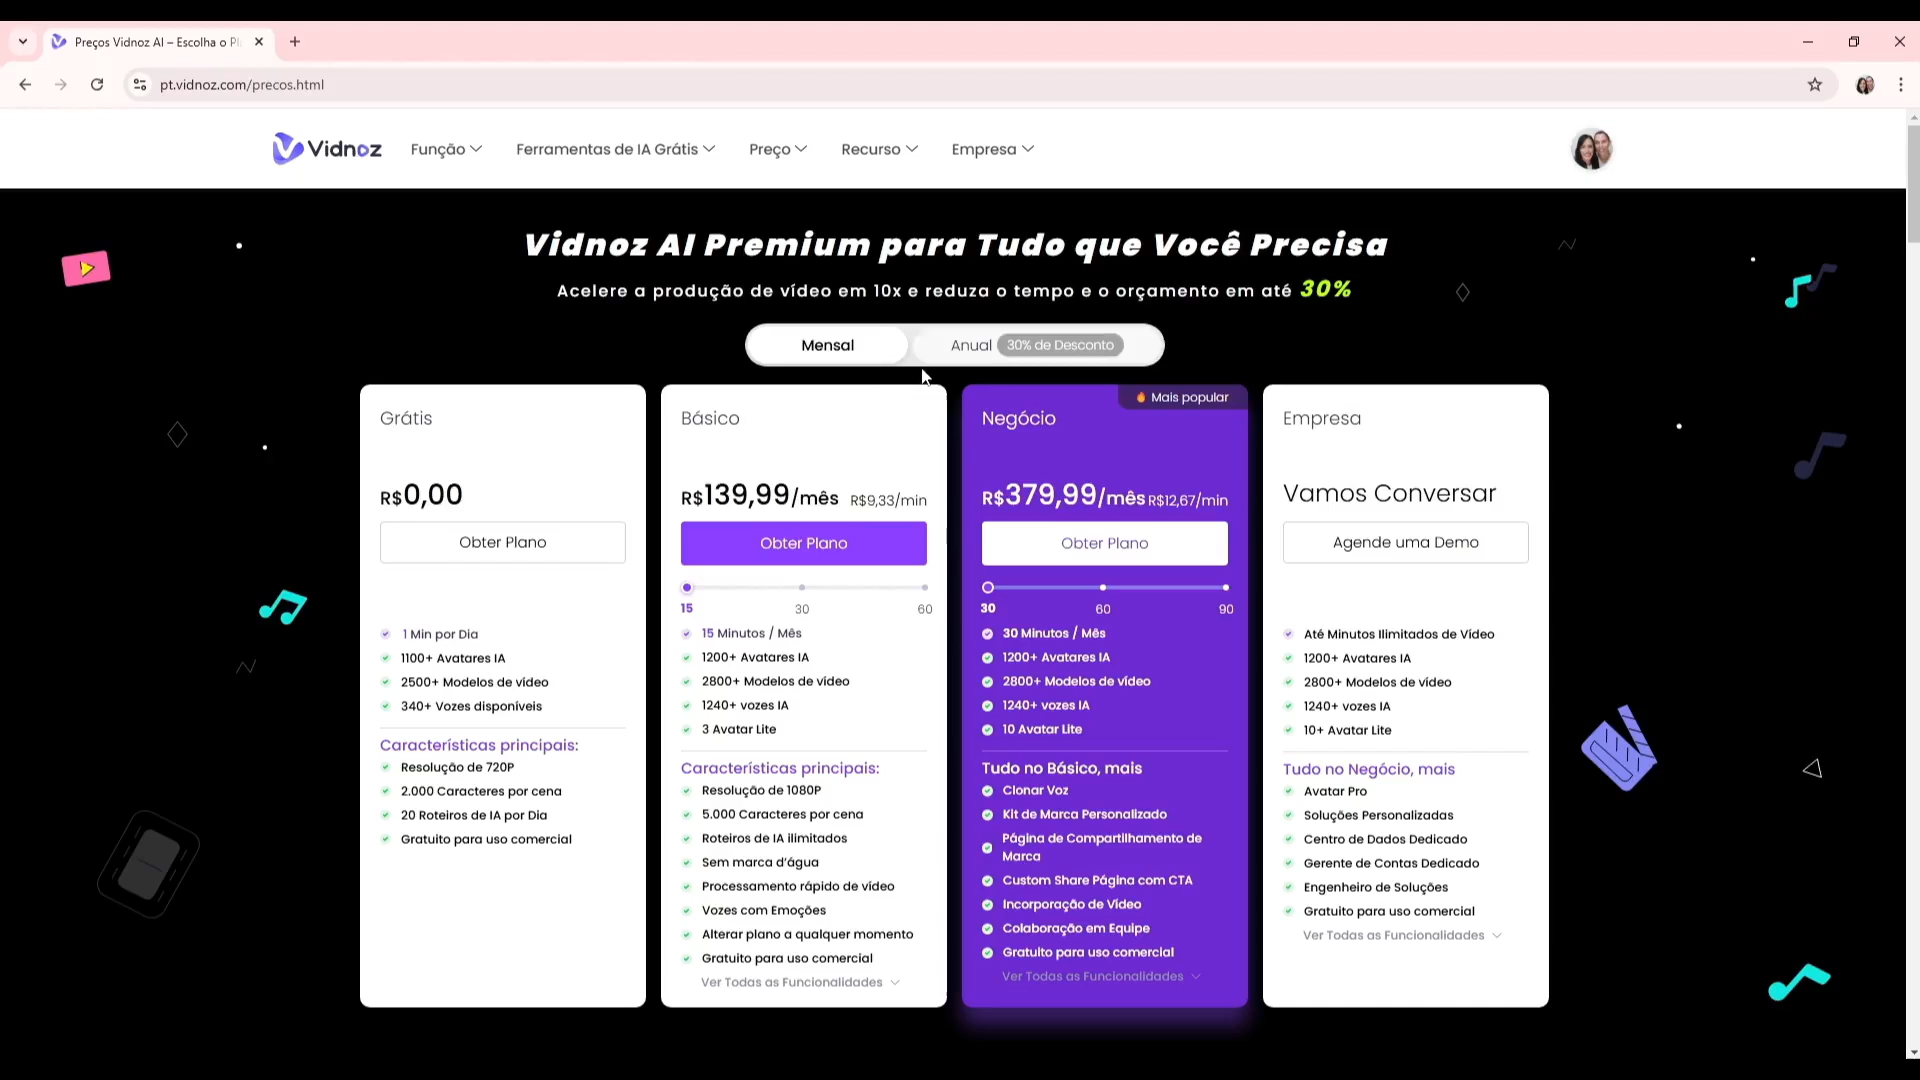 Preços Vidnoz AI – Escolha o Pl
pt.vidnoz.com/precos.html
Vidnoz
Função
Ferramentas de IA Grátis
Preço
Recurso
Empresa
Vidnoz AI Premium para Tudo que Você Precisa
Acelere a produção de vídeo em 10x e reduza o tempo e o orçamento em até 30%
Mensal
Anual 30% de Desconto
Grátis
R$0,00
Obter Plano
1 Min por Dia
1100+ Avatares IA
2500+ Modelos de vídeo
340+ Vozes disponíveis
Características principais:
Resolução de 720P
2.000 Caracteres por cena
20 Roteiros de IA por Dia
Gratuito para uso comercial
Básico
R$139,99/mês R$9,33/min
Obter Plano
15 30 60
15 Minutos / Mês
1200+ Avatares IA
2800+ Modelos de vídeo
1240+ vozes IA
3 Avatar Lite
Características principais:
Resolução de 1080P
5.000 Caracteres por cena
Roteiros de IA ilimitados
Sem marca d'água
Processamento rápido de vídeo
Vozes com Emoções
Alterar plano a qualquer momento
Gratuito para uso comercial
Ver Todas as Funcionalidades
Mais popular
Negócio
R$379,99/mês R$12,67/min
Obter Plano
30 60 90
30 Minutos / Mês
1200+ Avatares IA
2800+ Modelos de vídeo
1240+ vozes IA
10 Avatar Lite
Tudo no Básico, mais
Clonar Voz
Kit de Marca Personalizado
Página de Compartilhamento de
Marca
Custom Share Página com CTA
Incorporação de Vídeo
Colaboração em Equipe
Gratuito para uso comercial
Ver Todas as Funcionalidades
Empresa
Vamos Conversar
Agende uma Demo
Até Minutos Ilimitados de Vídeo
1200+ Avatares IA
2800+ Modelos de vídeo
1240+ vozes IA
10+ Avatar Lite
Tudo no Negócio, mais
Avatar Pro
Soluções Personalizadas
Centro de Dados Dedicado
Gerente de Contas Dedicado
Engenheiro de Soluções
Gratuito para uso comercial
Ver Todas as Funcionalidades